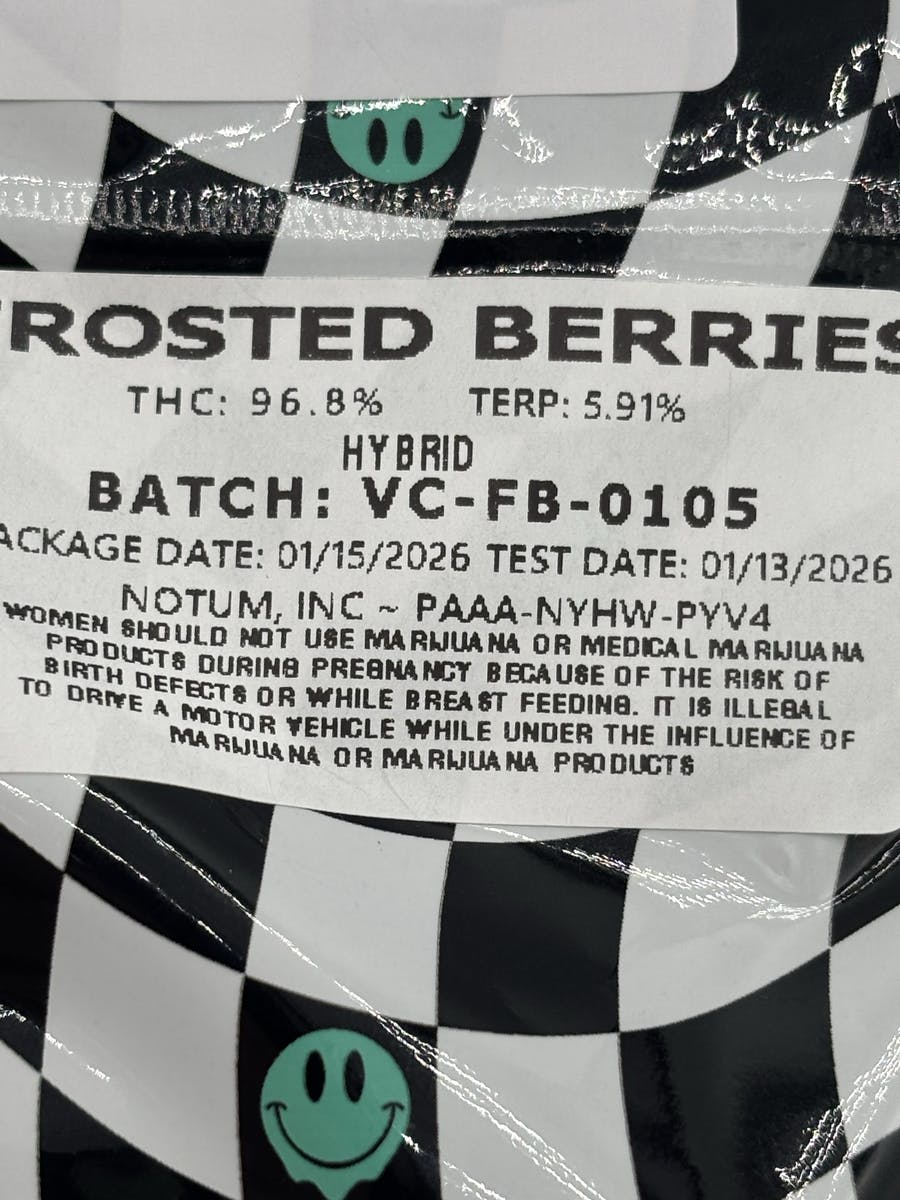 FROSTED BERRIES
THC: 96.8% TERP: 5.91%
HYBRID
BATCH: VC-FB-0105
PACKAGE DATE: 01/15/2026 TEST DATE: 01/13/2026
NOTUM, INC ~ PAAA-NYHW-PYV4
WOMEN SHOULD NOT USE MARIJUANA OR MEDICAL MARIJUANA
PRODUCTS DURING PREGNANCY BECAUSE OF THE RISK OF
BIRTH DEFECTS OR WHILE BREAST FEEDING. IT IS ILLEGAL
TO DRIVE A MOTOR VEHICLE WHILE UNDER THE INFLUENCE OF
MARIJUANA OR MARIJUANA PRODUCTS